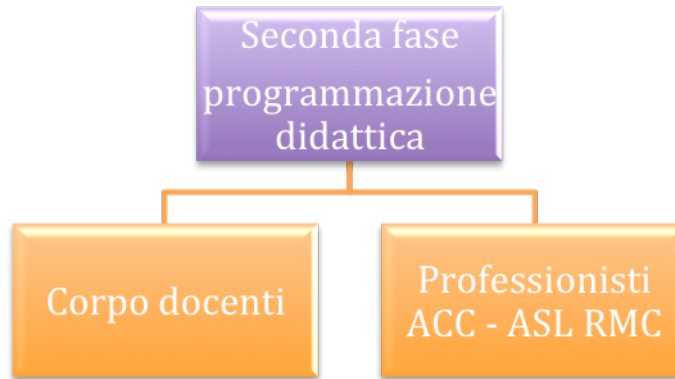 Seconda fase
programmazione
didattica
Corpo docenti
Professionisti
ACC - ASL RMC